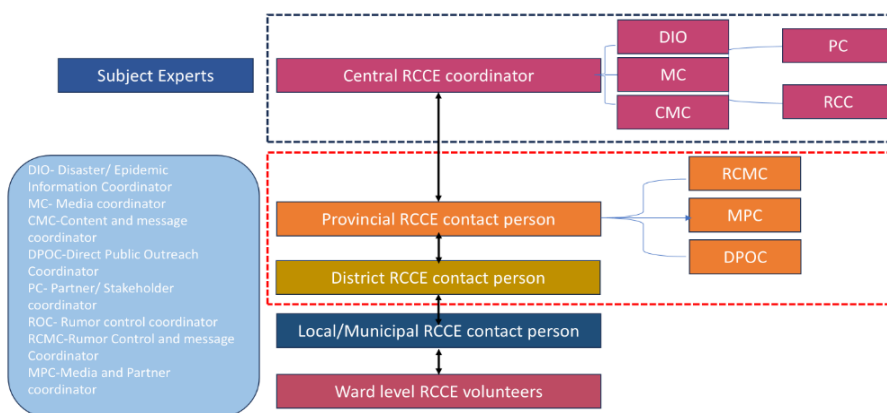 DIO
PC
Subject Experts
Central RCCE coordinator
MC
CMC
RCC
DIO- Disaster/ Epidemic
Information Coordinator
MC- Media coordinator
CMC-Content and message
coordinator
DPOC-Direct Public Outreach
Coordinator
PC- Partner/ Stakeholder
coordinator
ROC- Rumor control coordinator
RCMC-Rumor Control and message
Coordinator
MPC-Media and Partner
coordinator
RCMC
Provincial RCCE contact person
MPC
DPOC
District RCCE contact person
Local/Municipal RCCE contact person
Ward level RCCE volunteers